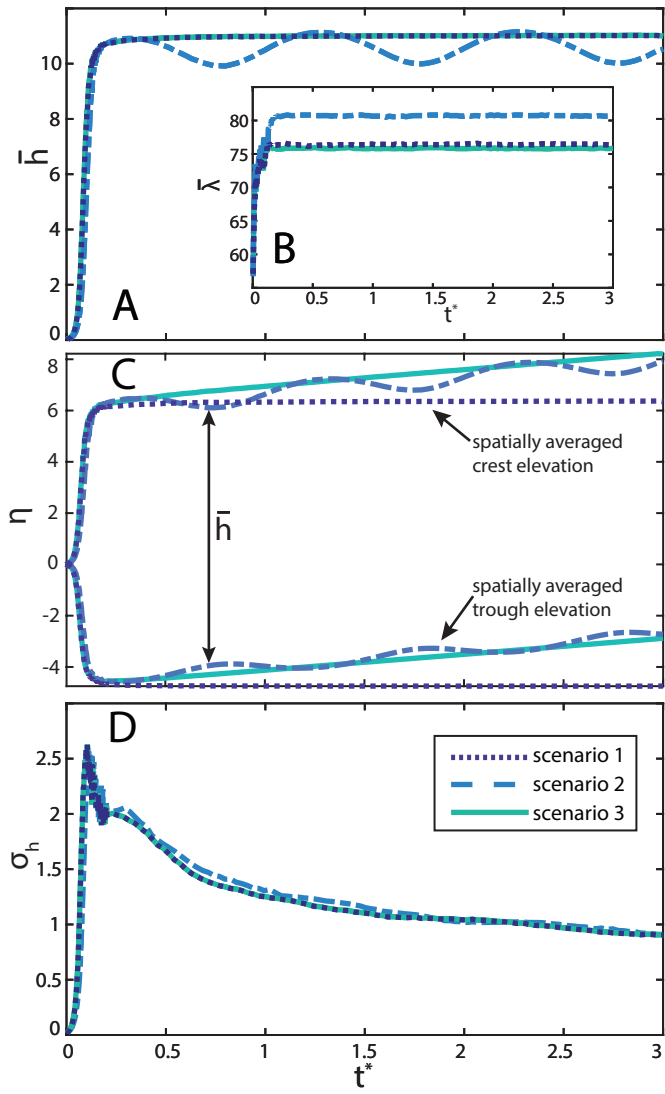 12
10
8
6
4
2
0
h̄
A
80
75
70
65
60
λ̄
B
0
0.5
1
1.5
2
2.5
3
t*
8
6
4
2
0
-2
-4
η
C
spatially averaged
crest elevation
h̄
spatially averaged
trough elevation
D
2.5
2
1.5
1
0.5
0
σh
scenario 1
scenario 2
scenario 3
0
0.5
1
1.5
2
2.5
3
t*